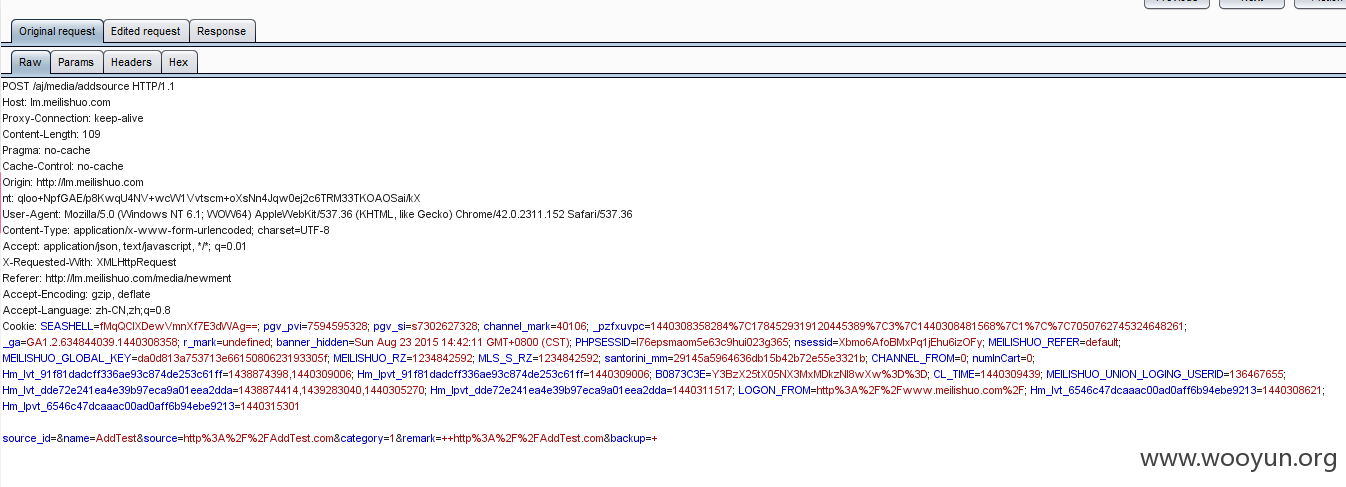 Original request Edited request Response
Raw Params Headers Hex
POST /aj/media/addsource HTTP/1.1
Host: lm.meilishuo.com
Proxy-Connection: keep-alive
Content-Length: 109
Pragma: no-cache
Cache-Control: no-cache
Origin: http://lm.meilishuo.com
nt: qloo+NpfGAE/p8KwqU4NV+wcW1Vvtscm+oXsNn4Jqw0ej2c6TRM33TKOAOSai/kX
User-Agent: Mozilla/5.0 (Windows NT 6.1; WOW64) AppleWebKit/537.36 (KHTML, like Gecko) Chrome/42.0.2311.152 Safari/537.36
Content-Type: application/x-www-form-urlencoded; charset=UTF-8
Accept: application/json, text/javascript, */*; q=0.01
X-Requested-With: XMLHttpRequest
Referer: http://lm.meilishuo.com/media/newment
Accept-Encoding: gzip, deflate
Accept-Language: zh-CN,zh;q=0.8
Cookie: SEASHELL=fMqQClXDewVmnXf7E3dWAg==; pgv_pvi=7594595328; pgv_si=s7302627328; channel_mark=40106; _pzfxuvpc=1440308358284%7C1784529319120445389%7C3%7C1440308481568%7C1%7C%7C7050762745324648261;
_ga=GA1.2.634844039.1440308358; r_mark=undefined; banner_hidden=Sun Aug 23 2015 14:42:11 GMT+0800 (CST); PHPSESSID=l76epsmaom5e63c9hui023g365; nsessid=Xbmo6AfoBMxPq1jEhu6izOFy; MEILISHUO_REFER=default;
MEILISHUO_GLOBAL_KEY=da0d813a753713e6615080623193305f; MEILISHUO_RZ=1234842592; MLS_S_RZ=1234842592; santorini_mm=29145a5964636db15b42b72e55e3321b; CHANNEL_FROM=0; numInCart=0;
Hm_lvt_91f81dadcff336ae93c874de253c61ff=1438874398,1440309006; Hm_lpvt_91f81dadcff336ae93c874de253c61ff=1440309006; B0873C3E=Y3BzX25tX05NX3MxMDkzNl8wXw%3D%3D; CL_TIME=1440309439; MEILISHUO_UNION_LOGING_USERID=136467655;
Hm_lvt_dde72e241ea4e39b97eca9a01eea2dda=1438874414,1439283040,1440305270; Hm_lpvt_dde72e241ea4e39b97eca9a01eea2dda=1440311517; LOGON_FROM=http%3A%2F%2Fwww.meilishuo.com%2F; Hm_lvt_6546c47dcaaac00ad0aff6b94ebe9213=1440308621;
Hm_lpvt_6546c47dcaaac00ad0aff6b94ebe9213=1440315301
source_id=&name=AddTest&source=http%3A%2F%2FAddTest.com&category=1&remark=++http%3A%2F%2FAddTest.com&backup=+
www.wooyun.org